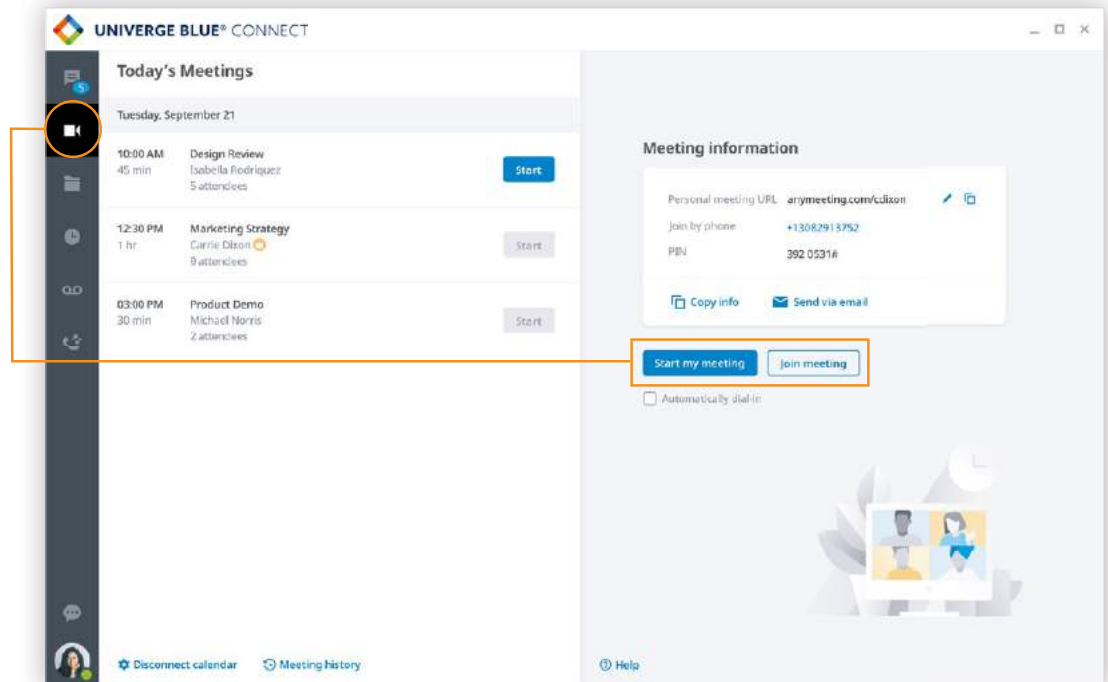 UNIVERGE BLUE® CONNECT
5
Today's Meetings
Tuesday, September 21
10:00 AM Design Review
45 min Isabella Rodriquez
5 attendees
Start
12:30 PM Marketing Strategy
1 hr Carrie Dixon
9 attendees
Start
03:00 PM Product Demo
30 min Michael Norris
2 attendees
Start
Disconnect calendar Meeting history
Meeting information
Personal meeting URL anymeeting.com/cdixon
Join by phone +13082913752
PIN 392 0531#
Copy info Send via email
Start my meeting Join meeting
Automatically dial-in
Help